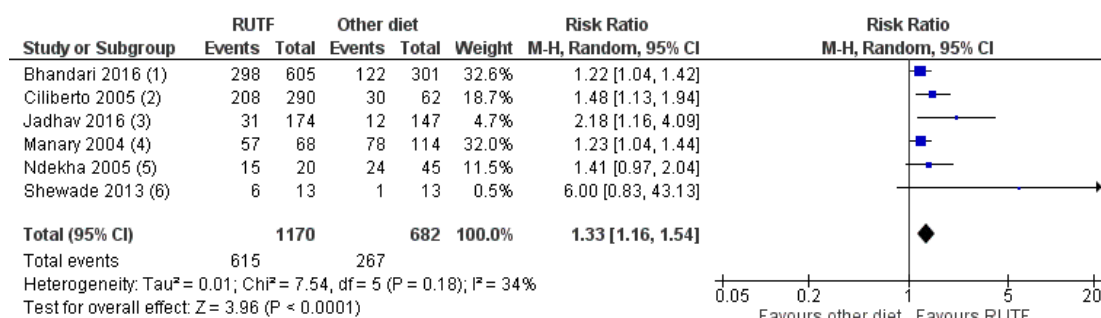 RUTF Other diet Risk Ratio Risk Ratio
Study or Subgroup Events Total Events Total Weight M-H, Random, 95% CI M-H, Random, 95% CI
Bhandari 2016 (1) 298 605 122 301 32.6% 1.22 [1.04, 1.42]
Ciliberto 2005 (2) 208 290 30 62 18.7% 1.48 [1.13, 1.94]
Jadhav 2016 (3) 31 174 12 147 4.7% 2.18 [1.16, 4.09]
Manary 2004 (4) 57 68 78 114 32.0% 1.23 [1.04, 1.44]
Ndekha 2005 (5) 15 20 24 45 11.5% 1.41 [0.97, 2.04]
Shewade 2013 (6) 6 13 1 13 0.5% 6.00 [0.83, 43.13]
Total (95% CI) 1170 682 100.0% 1.33 [1.16, 1.54]
Total events 615 267
Heterogeneity: Tau² = 0.01; Chi² = 7.54, df = 5 (P = 0.18); I² = 34%
Test for overall effect: Z = 3.96 (P < 0.0001)
0.05 0.2 1 5 20
Favours other diet Favours RUTF